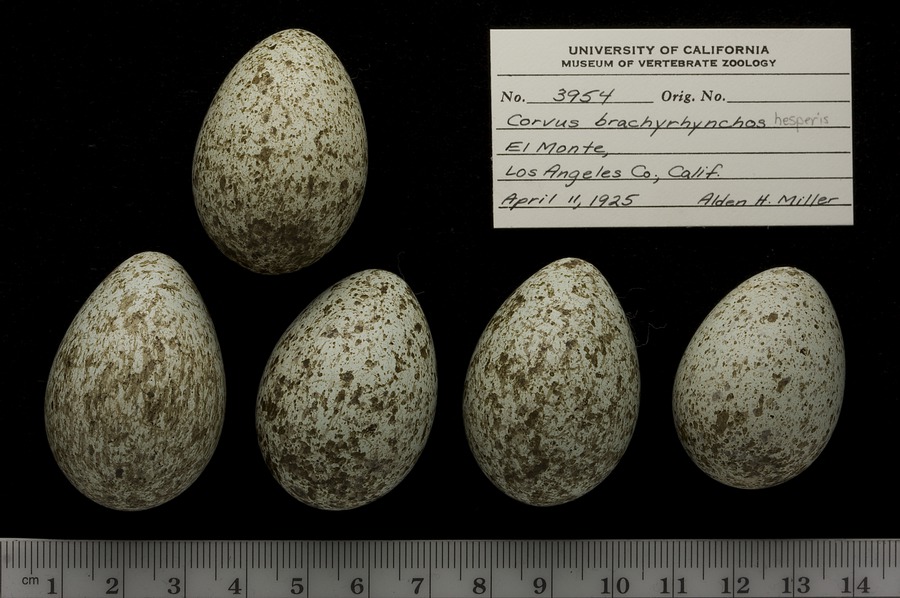 UNIVERSITY OF CALIFORNIA
MUSEUM OF VERTEBRATE ZOOLOGY
No. 3954 Orig. No.
Corvus brachyrhynchos hesperis
El Monte,
Los Angeles Co., Calif.
April 11, 1925 Alden H. Miller
cm 1 2 3 4 5 6 7 8 9 10 11 12 13 14